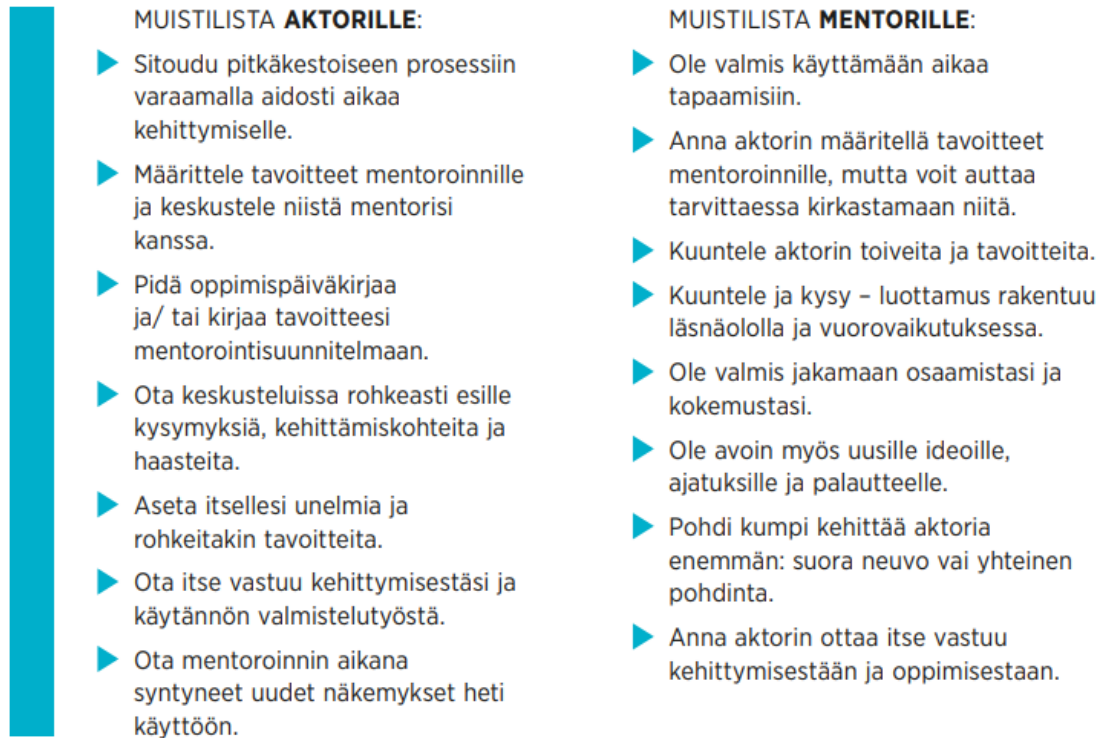 MUISTILISTA AKTORILLE:
Sitoudu pitkäkestoiseen prosessiin
varaamalla aidosti aikaa
kehittymiselle.
Määrittele tavoitteet mentoroinnille
ja keskustele niistä mentorisi
kanssa.
Pidä oppimispäiväkirjaa
ja/ tai kirjaa tavoitteesi
mentorointisuunnitelmaan.
Ota keskusteluissa rohkeasti esille
kysymyksiä, kehittämiskohteita ja
haasteita.
Aseta itsellesi unelmia ja
rohkeitakin tavoitteita.
Ota itse vastuu kehittymisestäsi ja
käytännön valmistelutyöstä.
Ota mentoroinnin aikana
syntyneet uudet näkemykset heti
käyttöön.
MUISTILISTA MENTORILLE:
Ole valmis käyttämään aikaa
tapaamisiin.
Anna aktorin määritellä tavoitteet
mentoroinnille, mutta voit auttaa
tarvittaessa kirkastamaan niitä.
Kuuntele aktorin toiveita ja tavoitteita.
Kuuntele ja kysy – luottamus rakentuu
läsnäololla ja vuorovaikutuksessa.
Ole valmis jakamaan osaamistasi ja
kokemustasi.
Ole avoin myös uusille ideoille,
ajatuksille ja palautteelle.
Pohdi kumpi kehittää aktoria
enemmän: suora neuvo vai yhteinen
pohdinta.
Anna aktorin ottaa itse vastuu
kehittymisestään ja oppimisestaan.